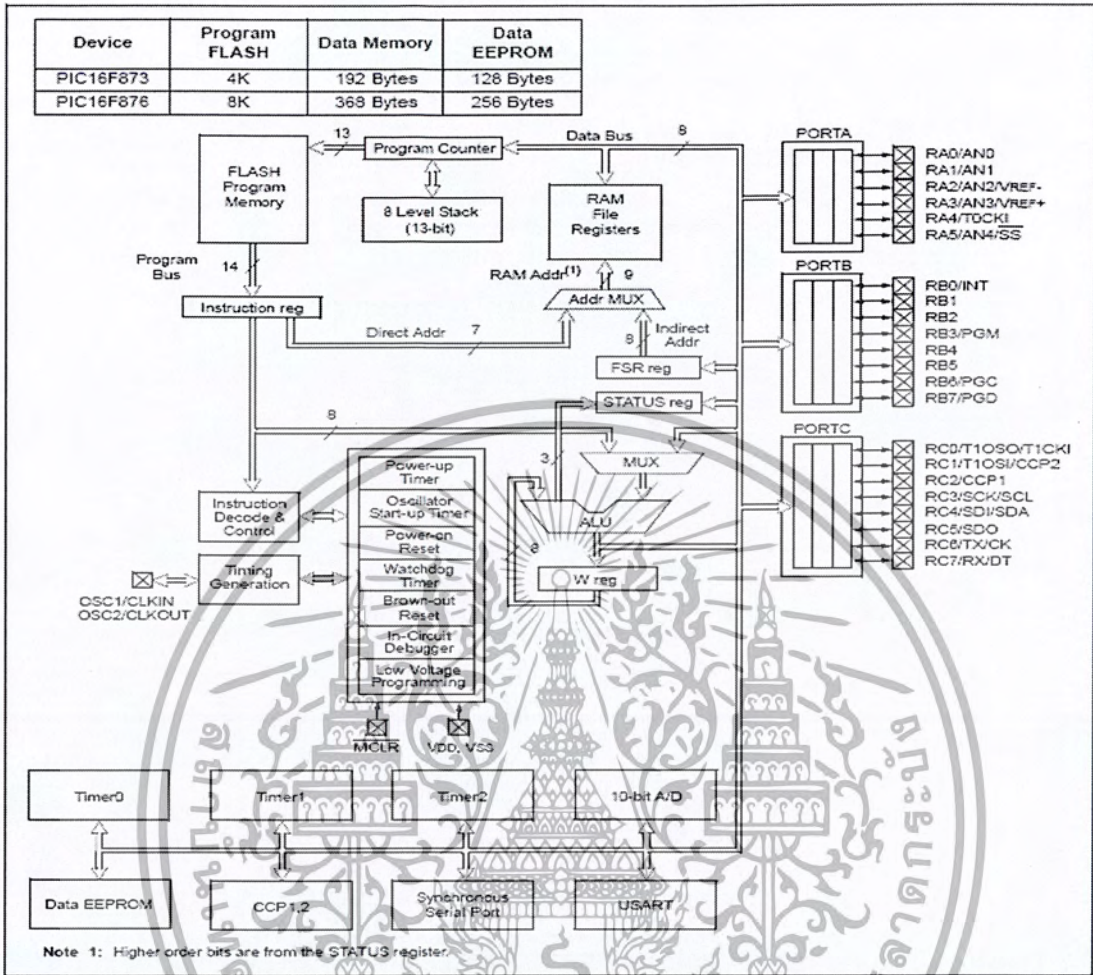 Device Program FLASH Data Memory Data EEPROM
PIC16F873 4K 192 Bytes 128 Bytes
PIC16F876 8K 368 Bytes 256 Bytes
13
Program Counter
Data Bus
8
PORTA
FLASH
Program
Memory
8 Level Stack
(13-bit)
RAM
File
Registers
RA0/AN0
RA1/AN1
RA2/AN2/VREF-
RA3/AN3/VREF+
RA4/T0CKI
RA5/AN4/SS
Program
Bus
14
RAM Addr(1)
9
PORTB
Instruction reg
Addr MUX
RB0/INT
RB1
RB2
RB3/PGM
RB4
RB5
RB6/PGC
RB7/PGD
Direct Addr
7
8
Indirect
Addr
FSR reg
STATUS reg
8
3
MUX
PORTC
RC0/T1OSO/T1CKI
RC1/T1OSI/CCP2
RC2/CCP1
RC3/SCK/SCL
RC4/SDI/SDA
RC5/SDO
RC6/TX/CK
RC7/RX/DT
Power-up
Timer
Instruction
Decode &
Control
Oscillator
Start-up Timer
ALU
Power-on
Reset
8
Timing
Generation
Watchdog
Timer
W reg
OSC1/CLKIN
OSC2/CLKOUT
Brown-out
Reset
In-Circuit
Debugger
Low Voltage
Programming
MCLR
VDD, VSS
Timer0
Timer1
Timer2
10-bit A/D
Data EEPROM
CCP1,2
Synchronous
Serial Port
USART
Note 1: Higher order bits are from the STATUS register.